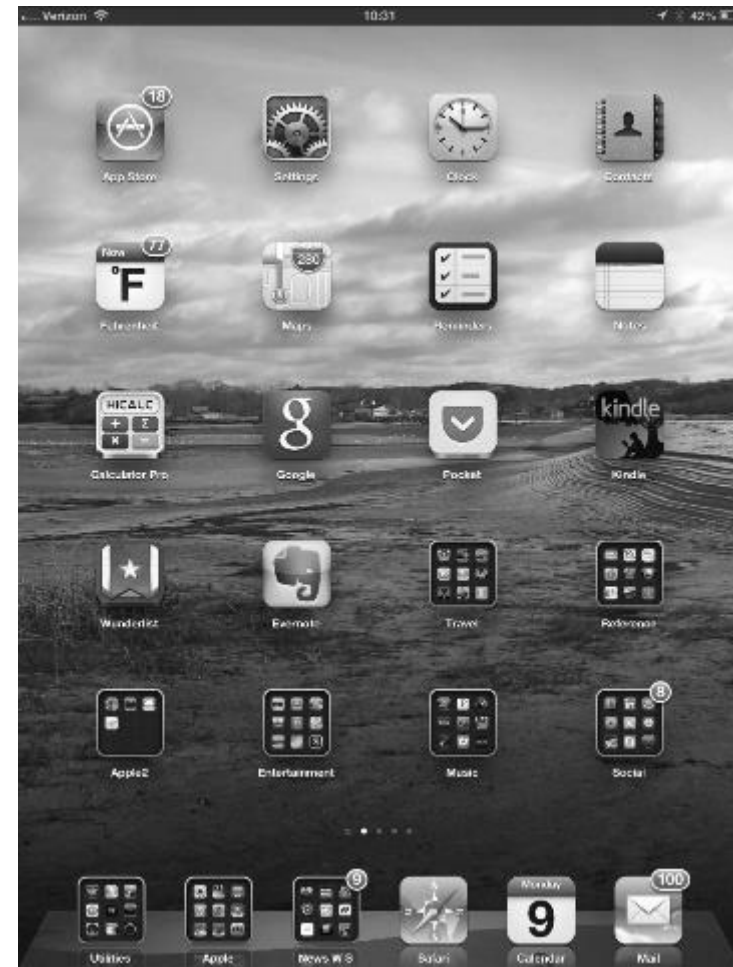 Verizon 10:31 42%
18
App Store Settings Clock Contacts
Now 77 280
°F
Fahrenheit Maps Reminders Notes
HICALC kindle
+ Σ g
× −
Calculator Pro Google Pocket Kindle
Wunderlist Evernote Travel Reference
8
Apple2 Entertainment Music Social
9 Monday 100
9
Utilities Apple News W S Safari Calendar Mail